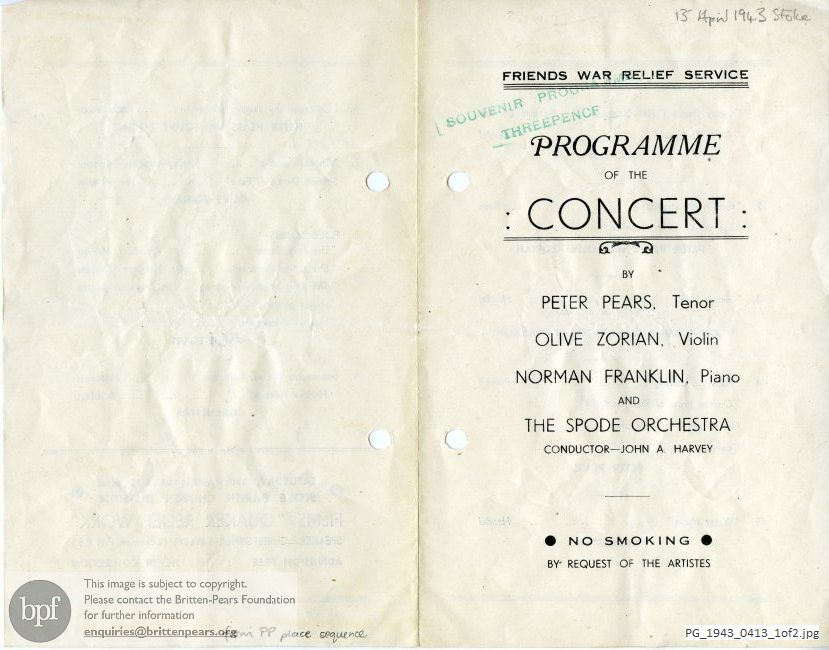 13 April 1943 Stoke
FRIENDS WAR RELIEF SERVICE
SOUVENIR PROGRAMME
THREEPENCE
PROGRAMME
OF THE
: CONCERT :
BY
PETER PEARS, Tenor
OLIVE ZORIAN, Violin
NORMAN FRANKLIN, Piano
AND
THE SPODE ORCHESTRA
CONDUCTOR—JOHN A. HARVEY
● NO SMOKING ●
BY REQUEST OF THE ARTISTES
bpf
This image is subject to copyright.
Please contact the Britten-Pears Foundation
for further information
enquiries@brittenpears.org
from PP place sequence
PG_1943_0413_1of2.jpg